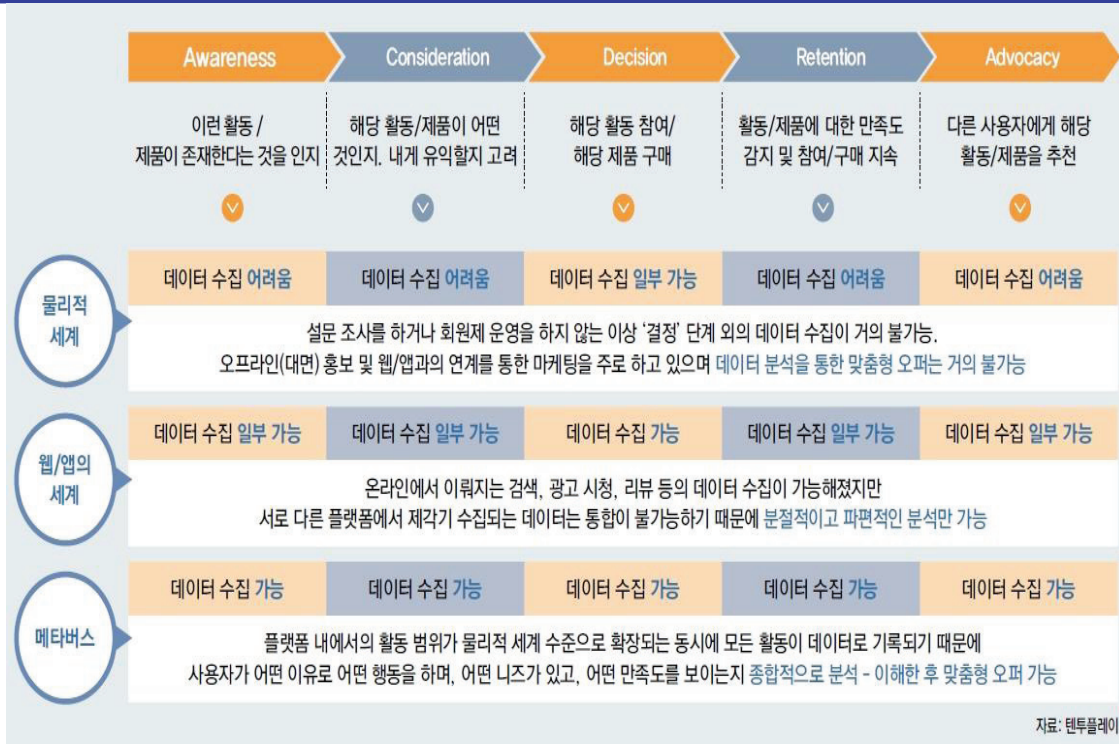 Awareness
Consideration
Decision
Retention
Advocacy
이런 활동 /
제품이 존재한다는 것을 인지
해당 활동/제품이 어떤
것인지. 내게 유익할지 고려
해당 활동 참여/
해당 제품 구매
활동/제품에 대한 만족도
감지 및 참여/구매 지속
다른 사용자에게 해당
활동/제품을 추천
물리적
세계
데이터 수집 어려움
데이터 수집 어려움
데이터 수집 일부 가능
데이터 수집 어려움
데이터 수집 어려움
설문 조사를 하거나 회원제 운영을 하지 않는 이상 ‘결정’ 단계 외의 데이터 수집이 거의 불가능.
오프라인(대면) 홍보 및 웹/앱과의 연계를 통한 마케팅을 주로 하고 있으며 데이터 분석을 통한 맞춤형 오퍼는 거의 불가능
웹/앱의
세계
데이터 수집 일부 가능
데이터 수집 일부 가능
데이터 수집 가능
데이터 수집 일부 가능
데이터 수집 일부 가능
온라인에서 이뤄지는 검색, 광고 시청, 리뷰 등의 데이터 수집이 가능해졌지만
서로 다른 플랫폼에서 제각기 수집되는 데이터는 통합이 불가능하기 때문에 분절적이고 파편적인 분석만 가능
메타버스
데이터 수집 가능
데이터 수집 가능
데이터 수집 가능
데이터 수집 가능
데이터 수집 가능
플랫폼 내에서의 활동 범위가 물리적 세계 수준으로 확장되는 동시에 모든 활동이 데이터로 기록되기 때문에
사용자가 어떤 이유로 어떤 행동을 하며, 어떤 니즈가 있고, 어떤 만족도를 보이는지 종합적으로 분석 – 이해한 후 맞춤형 오퍼 가능
자료: 텐투플레이